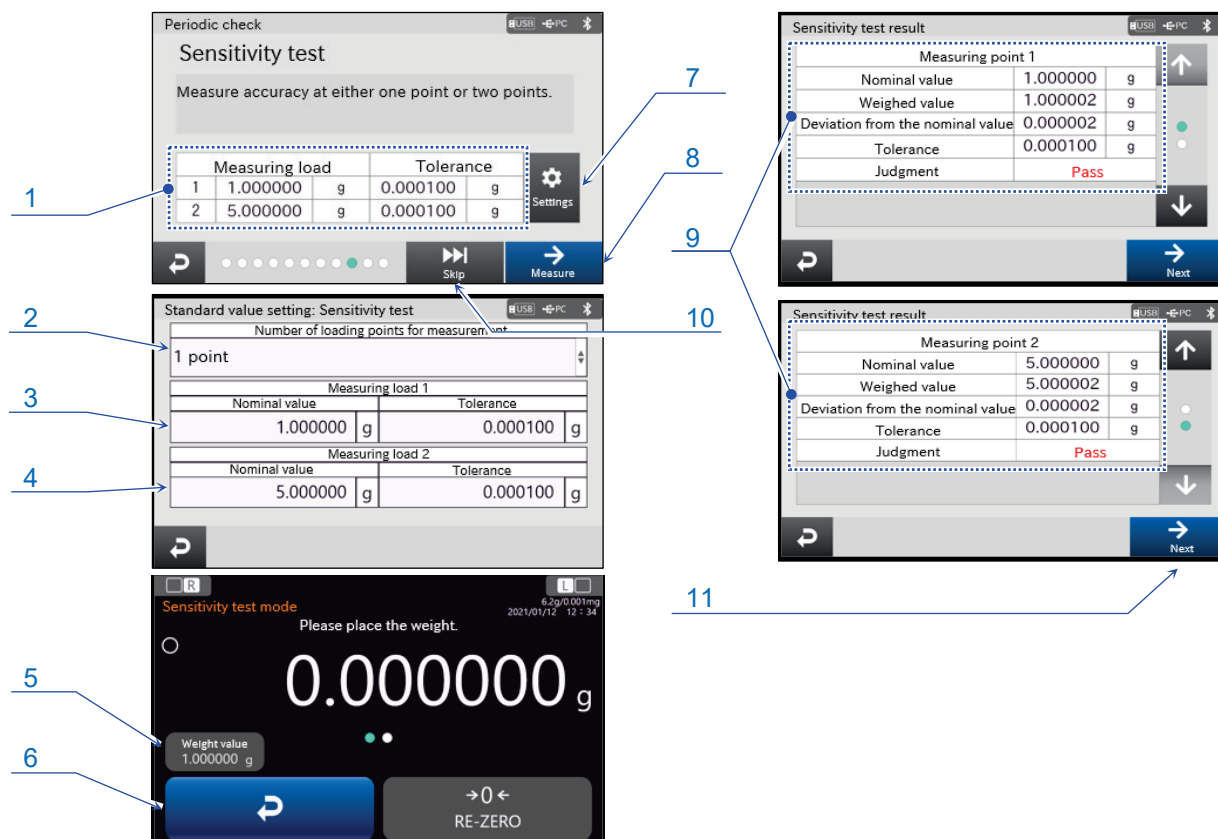 Periodic check
USB PC
Sensitivity test
Measure accuracy at either one point or two points.
Measuring load Tolerance
1 1.000000 g 0.000100 g
2 5.000000 g 0.000100 g
Settings
Skip
Measure
1
7
8
Standard value setting: Sensitivity test
USB PC
Number of loading points for measurement
1 point
Measuring load 1
Nominal value Tolerance
1.000000 g 0.000100 g
Measuring load 2
Nominal value Tolerance
5.000000 g 0.000100 g
2
3
4
R
L
Sensitivity test mode
6.2g/0.001mg
2021/01/12 12:34
Please place the weight.
0.000000 g
Weight value
1.000000 g
→0←
RE-ZERO
5
6
Sensitivity test result
USB PC
Measuring point 1
Nominal value 1.000000 g
Weighed value 1.000002 g
Deviation from the nominal value 0.000002 g
Tolerance 0.000100 g
Judgment Pass
Next
9
10
Sensitivity test result
USB PC
Measuring point 2
Nominal value 5.000000 g
Weighed value 5.000002 g
Deviation from the nominal value 0.000002 g
Tolerance 0.000100 g
Judgment Pass
Next
11